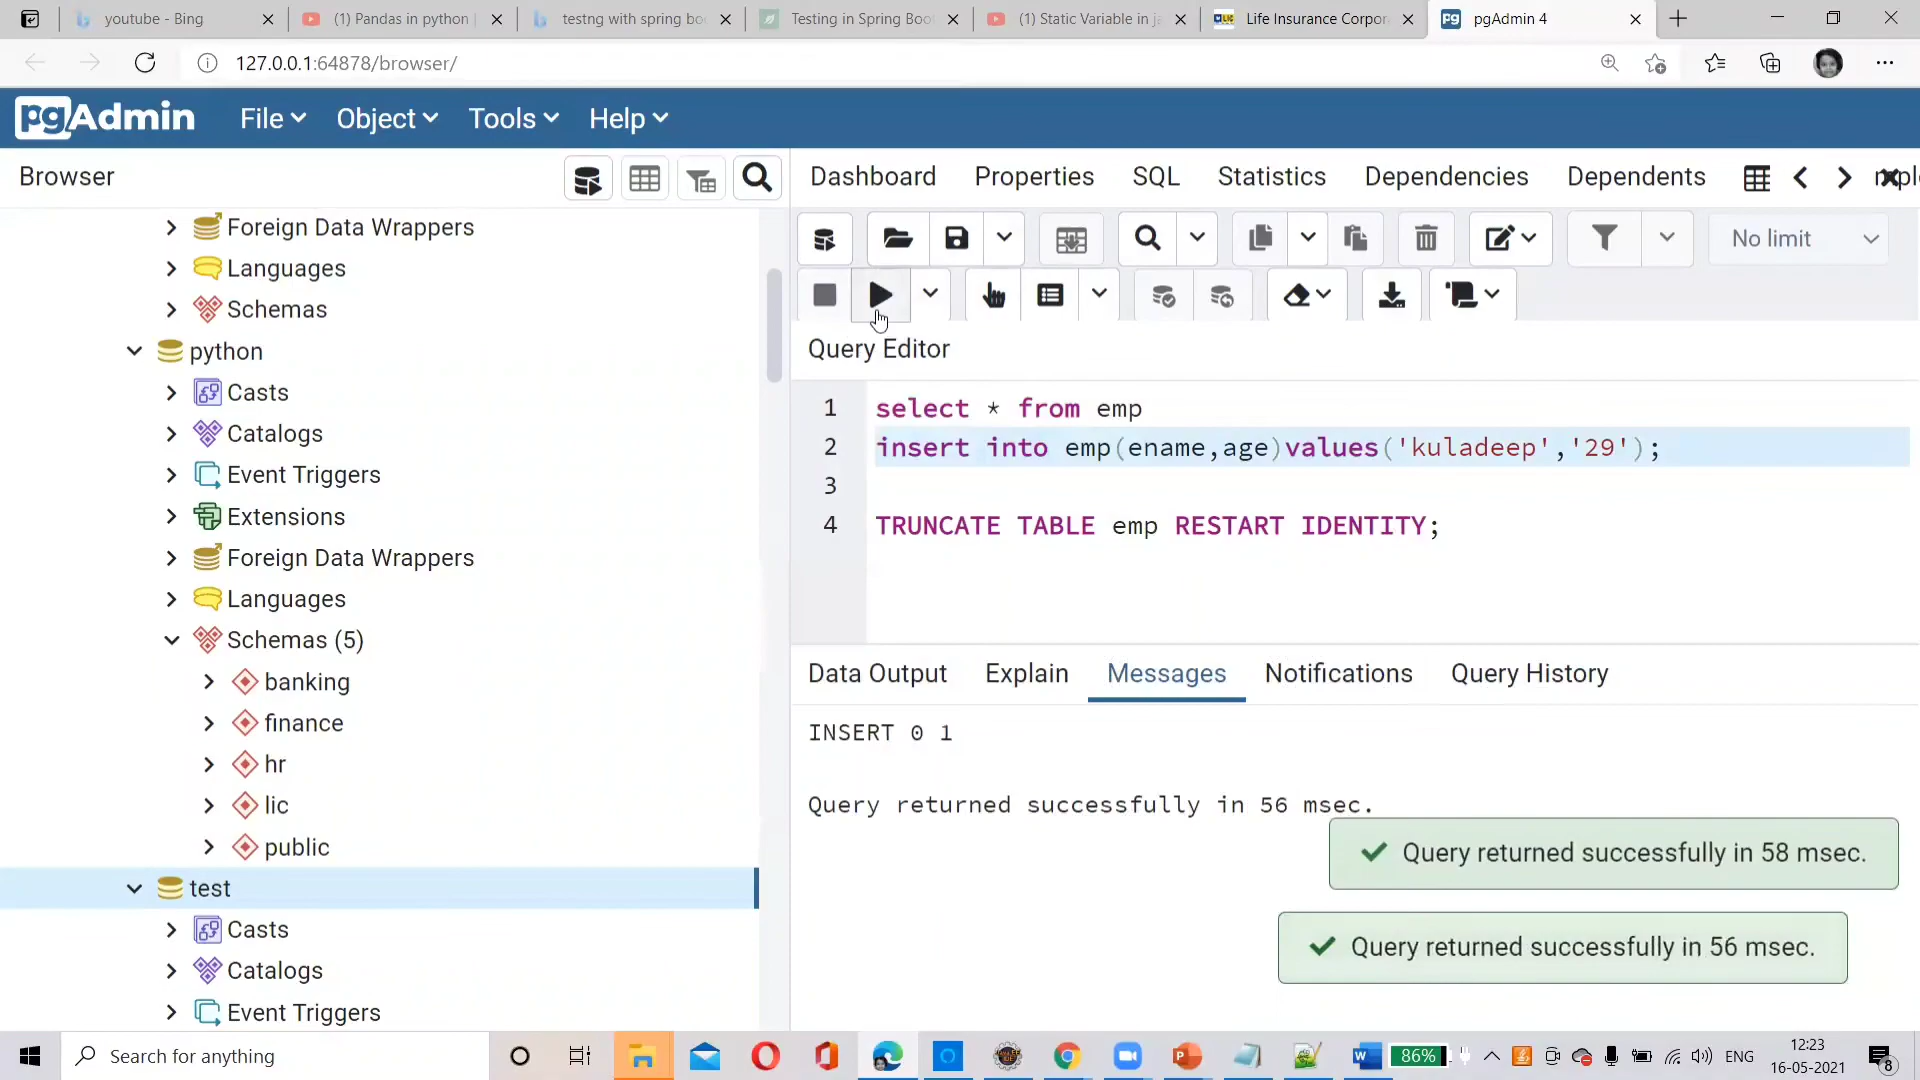 youtube - Bing
(1) Pandas in python
testng with spring bo
Testing in Spring Boot
(1) Static Variable in ja
Life Insurance Corpor
pgAdmin 4
127.0.0.1:64878/browser/
pgAdmin
File
Object
Tools
Help
Browser
Dashboard
Properties
SQL
Statistics
Dependencies
Dependents
No limit
Query Editor
1 select * from emp
2 insert into emp(ename,age)values('kuladeep','29');
3
4 TRUNCATE TABLE emp RESTART IDENTITY;
Foreign Data Wrappers
Languages
Schemas
python
Casts
Catalogs
Event Triggers
Extensions
Foreign Data Wrappers
Languages
Schemas (5)
banking
finance
hr
lic
public
test
Casts
Catalogs
Event Triggers
Data Output
Explain
Messages
Notifications
Query History
INSERT 0 1
Query returned successfully in 56 msec.
Query returned successfully in 58 msec.
Query returned successfully in 56 msec.
Search for anything
86%
ENG
12:23
16-05-2021
8